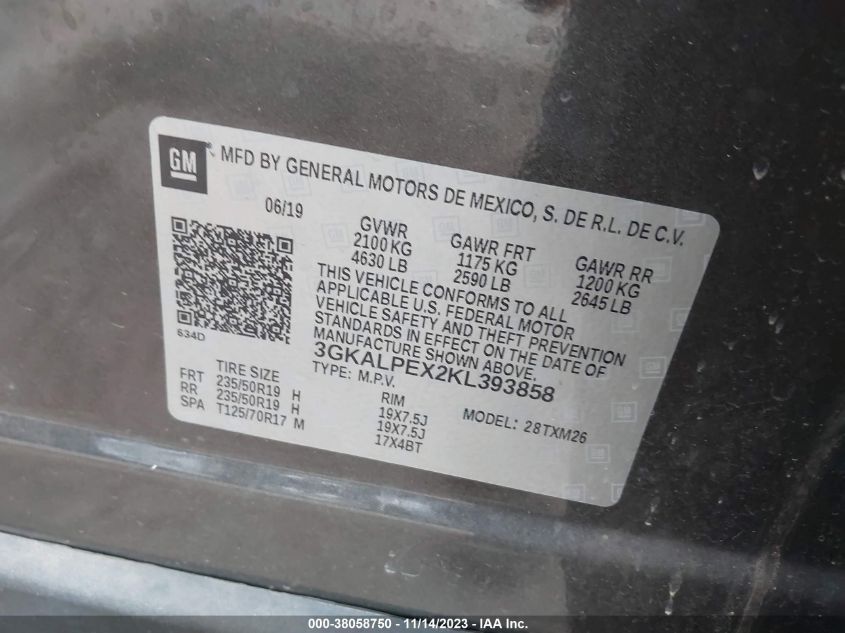 GM
MFD BY GENERAL MOTORS DE MEXICO, S. DE R.L. DE C.V.
06/19
GVWR
2100 KG
4630 LB
GAWR FRT
1175 KG
2590 LB
GAWR RR
1200 KG
2645 LB
THIS VEHICLE CONFORMS TO ALL
APPLICABLE U.S. FEDERAL MOTOR
VEHICLE SAFETY AND THEFT PREVENTION
STANDARDS IN EFFECT ON THE DATE OF
MANUFACTURE SHOWN ABOVE.
634D
3GKALPEX2KL393858
TYPE: M.P.V.
MODEL: 28TXM26
TIRE SIZE RIM
FRT 235/50R19 H 19X7.5J
RR 235/50R19 H 19X7.5J
SPA T125/70R17 M 17X4BT
000-38058750 - 11/14/2023 - IAA Inc.